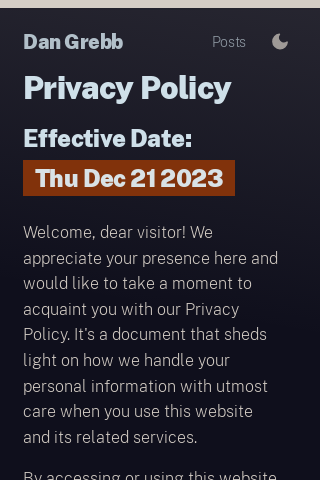 Dan Grebb
Posts
Privacy Policy
Effective Date:
Thu Dec 21 2023
Welcome, dear visitor! We
appreciate your presence here and
would like to take a moment to
acquaint you with our Privacy
Policy. It's a document that sheds
light on how we handle your
personal information with utmost
care when you use this website
and its related services.
By accessing or using this website